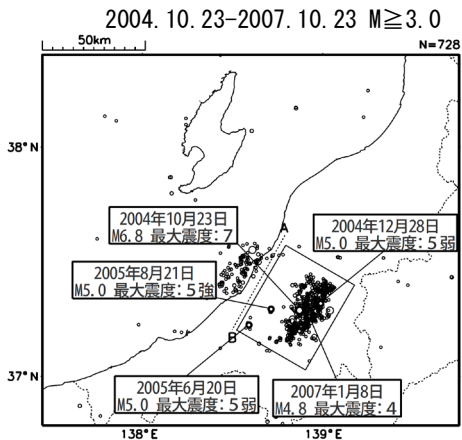 2004.10.23-2007.10.23 M≧3.0
50km
N=728
38°N
2004年10月23日
M6.8 最大震度:7
A
2004年12月28日
M5.0 最大震度:5弱
2005年8月21日
M5.0 最大震度:5強
B
37°N
2005年6月20日
M5.0 最大震度:5弱
2007年1月8日
M4.8 最大震度:4
138°E
139°E